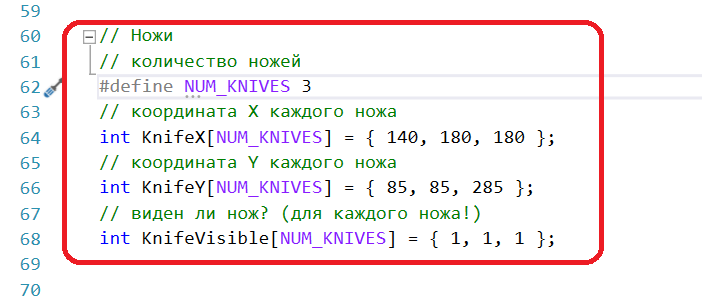 59
60 // Ножи
61 // количество ножей
62 #define NUM_KNIVES 3
63 // координата X каждого ножа
64 int KnifeX[NUM_KNIVES] = { 140, 180, 180 };
65 // координата Y каждого ножа
66 int KnifeY[NUM_KNIVES] = { 85, 85, 285 };
67 // виден ли нож? (для каждого ножа!)
68 int KnifeVisible[NUM_KNIVES] = { 1, 1, 1 };
69
70